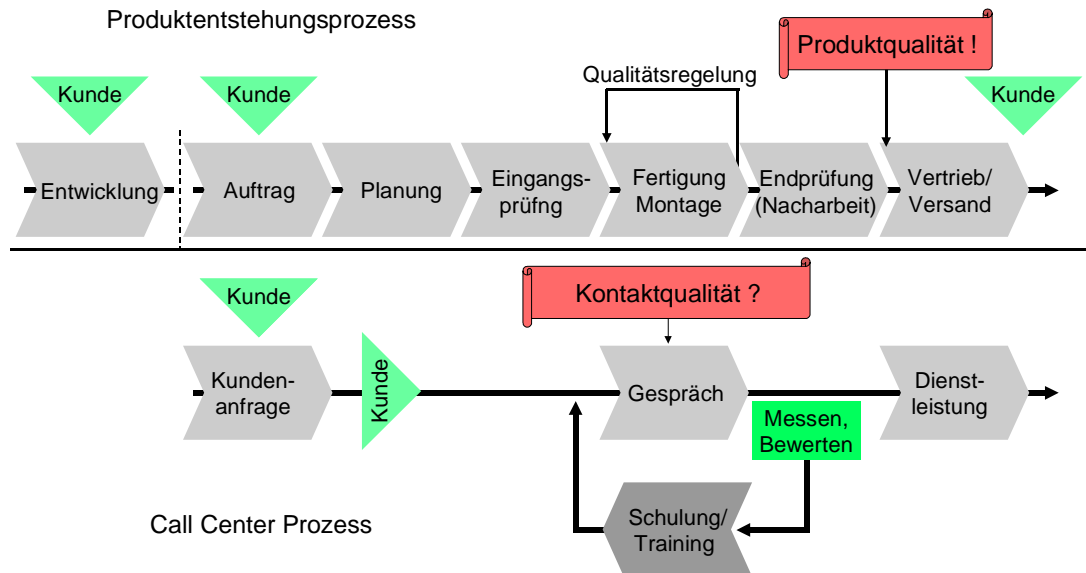 Produktentstehungsprozess
Produktqualität !
Qualitätsregelung
Kunde
Kunde
Kunde
Entwicklung
Auftrag
Planung
Eingangs-
prüfng
Fertigung
Montage
Endprüfung
(Nacharbeit)
Vertrieb/
Versand
Kunde
Kontaktqualität ?
Kunden-
anfrage
Kunde
Gespräch
Dienst-
leistung
Messen,
Bewerten
Schulung/
Training
Call Center Prozess